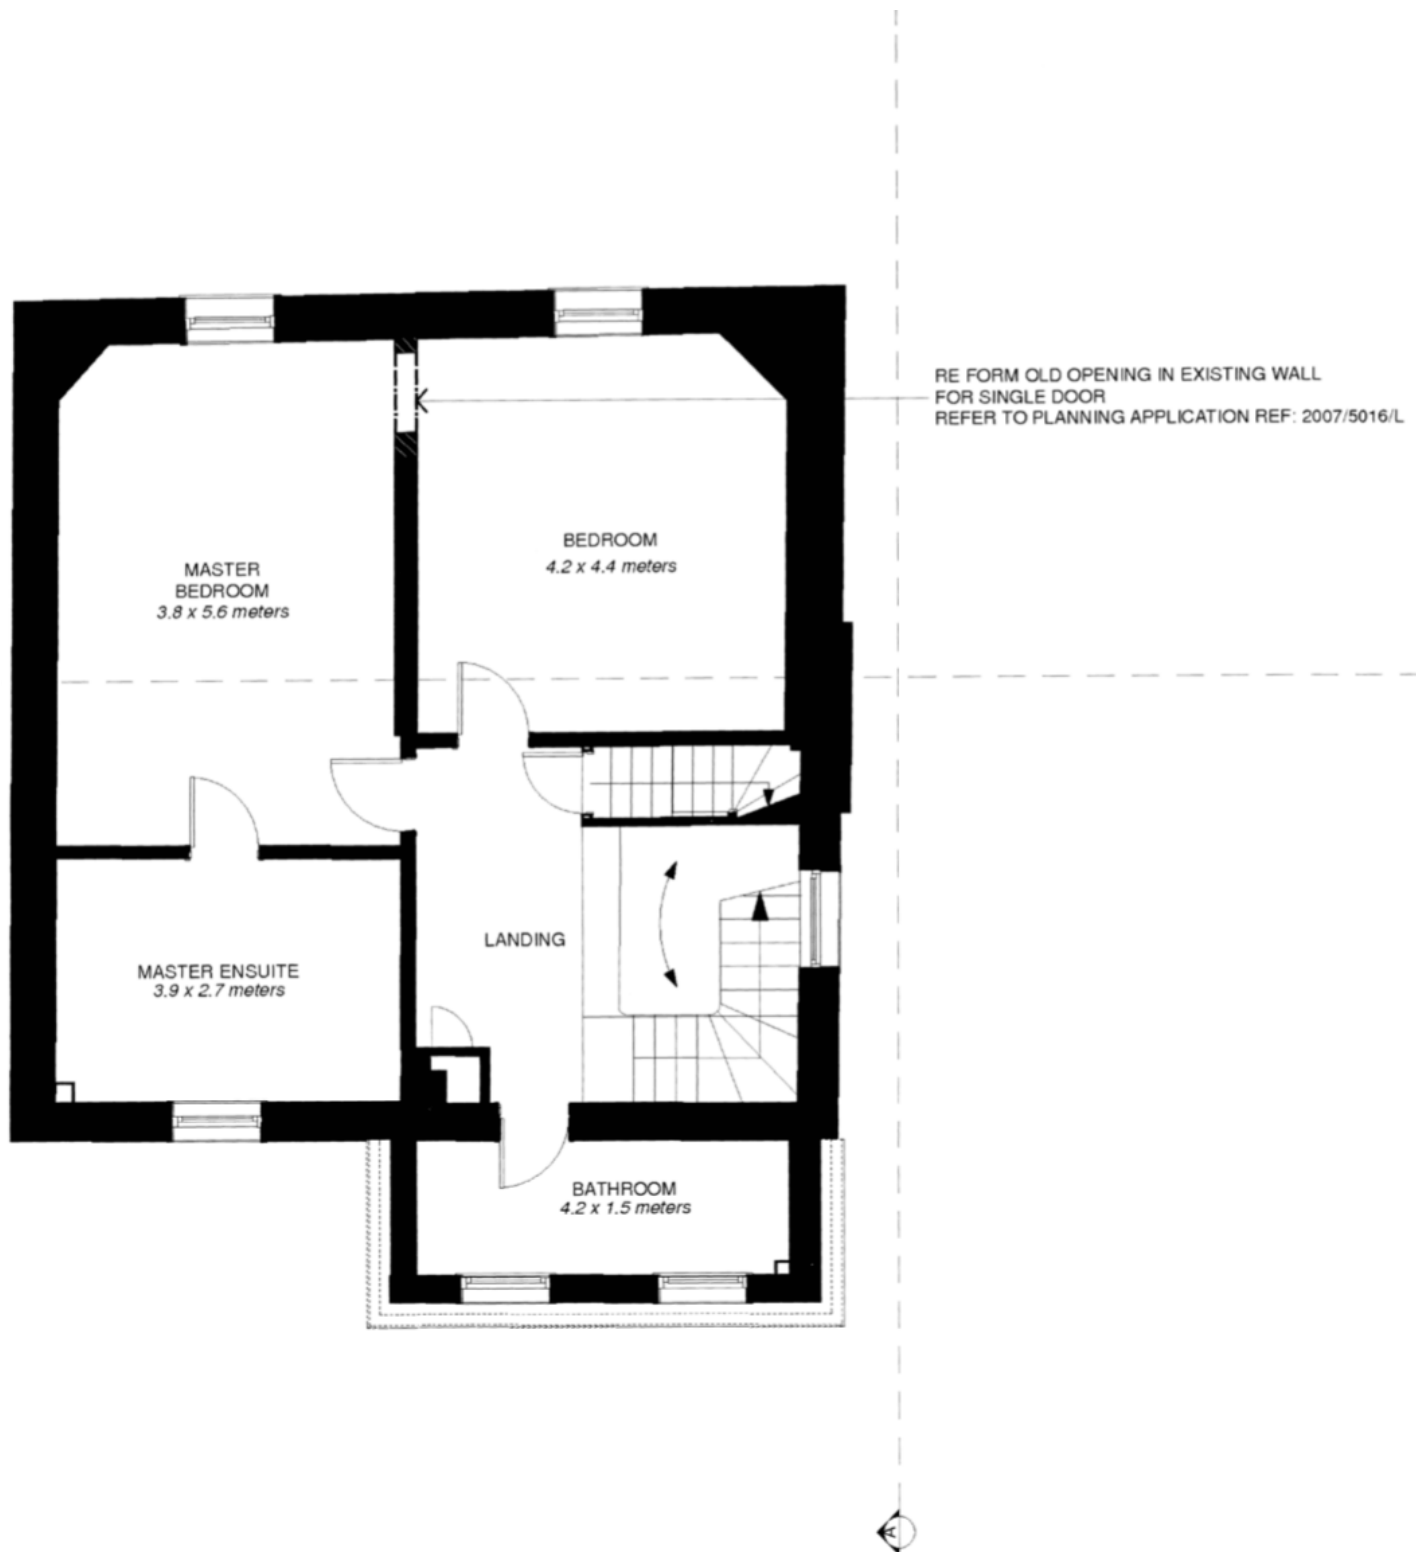 RE FORM OLD OPENING IN EXISTING WALL
FOR SINGLE DOOR
REFER TO PLANNING APPLICATION REF: 2007/5016/L
BEDROOM
4.2 x 4.4 meters
MASTER
BEDROOM
3.8 x 5.6 meters
LANDING
MASTER ENSUITE
3.9 x 2.7 meters
BATHROOM
4.2 x 1.5 meters
A